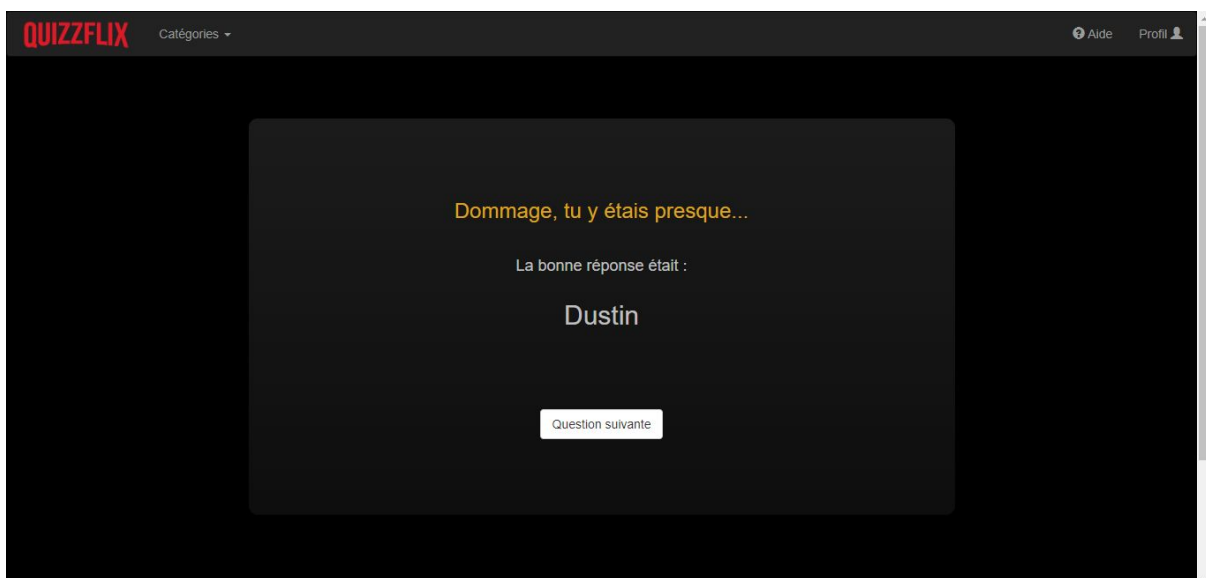 QUIZZFLIX Catégories Aide Profil
Dommage, tu y étais presque...
La bonne réponse était :
Dustin
Question suivante